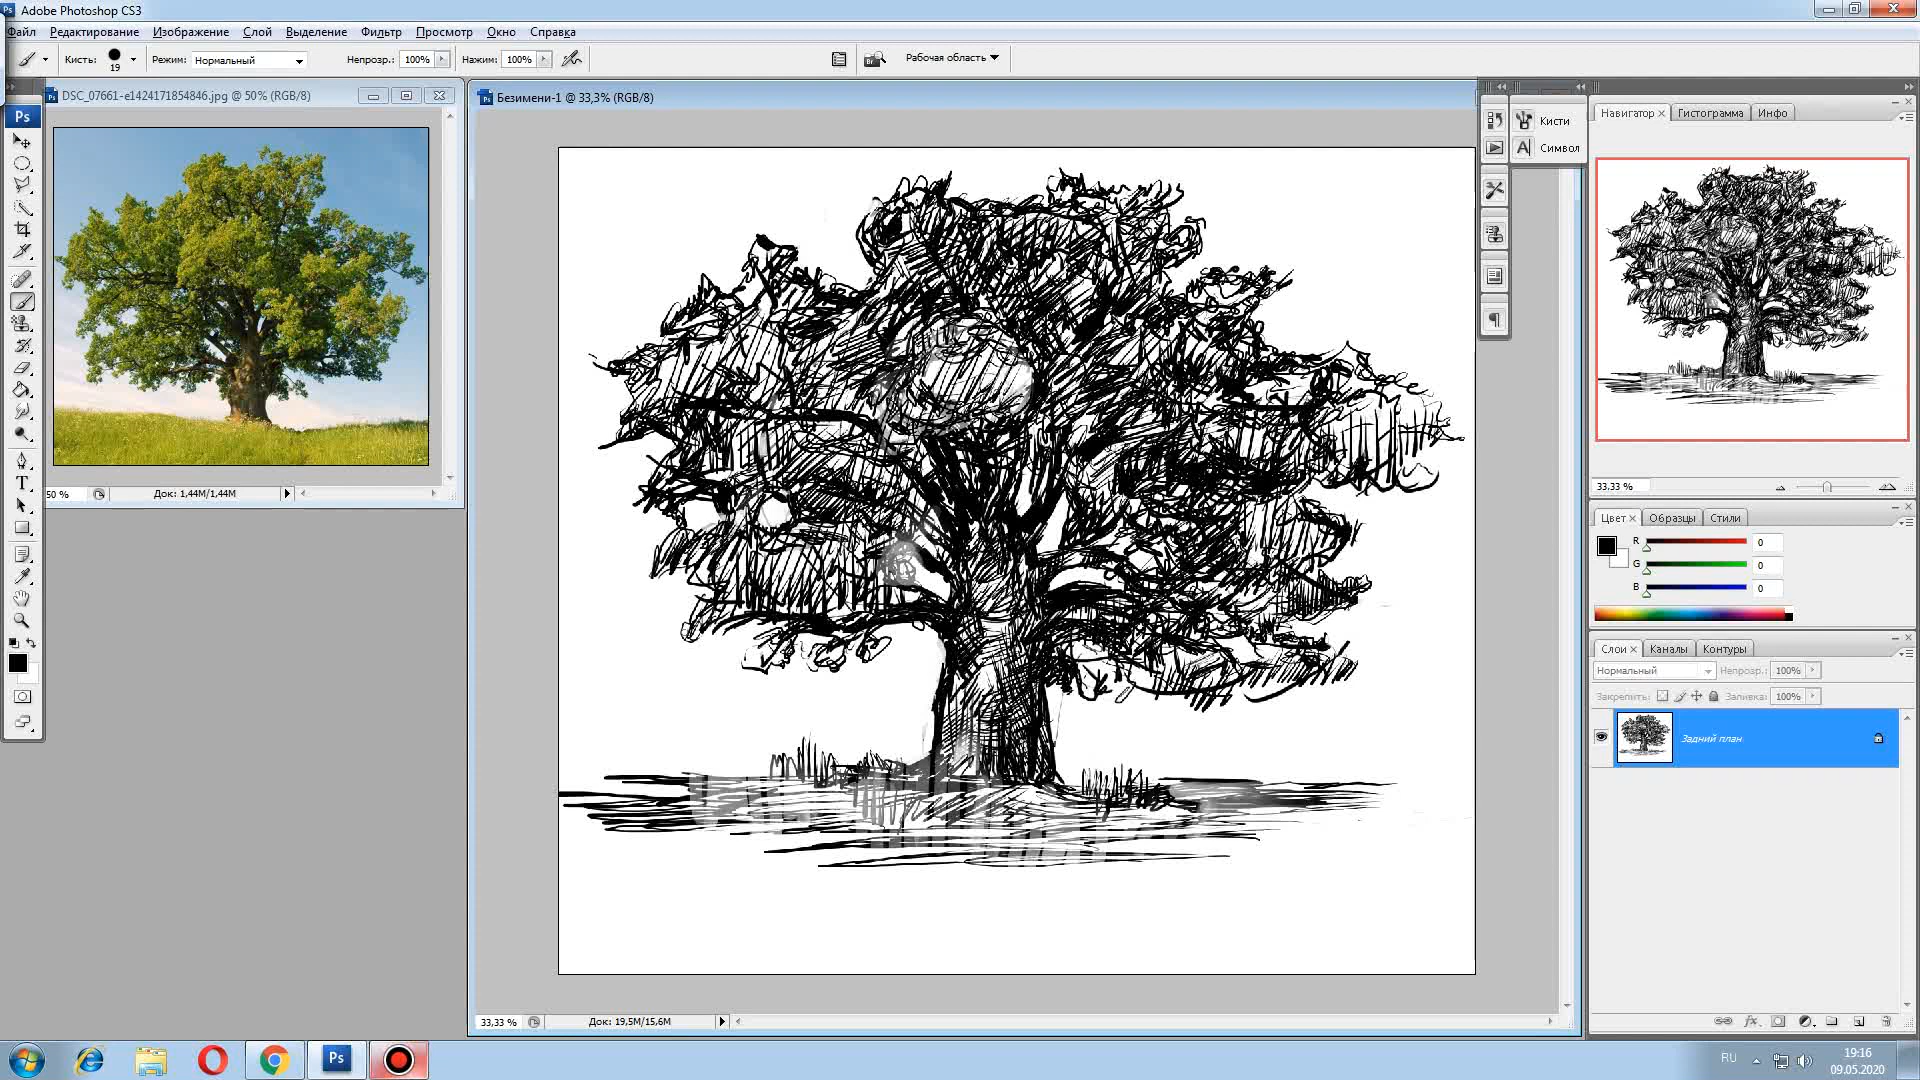 Adobe Photoshop CS3
Файл Редактирование Изображение Слой Выделение Фильтр Просмотр Окно Справка
Кисть: 19 Режим: Нормальный Непрозр.: 100% Нажим: 100% Рабочая область
DSC_07661-e1424171854846.jpg @ 50% (RGB/8)
Безимени-1 @ 33,3% (RGB/8)
Ps
T
50 %
Док: 1,44M/1,44M
Кисти
Символ
Навигатор Гистограмма Инфо
33.33 %
Цвет Образцы Стили
R 0
G 0
B 0
Слои Каналы Контуры
Нормальный Непрозр.: 100%
Закрепить: Заливка: 100%
Задний план
33,33 %
Док: 19,5M/15,6M
Ps
RU
19:16
09.05.2020